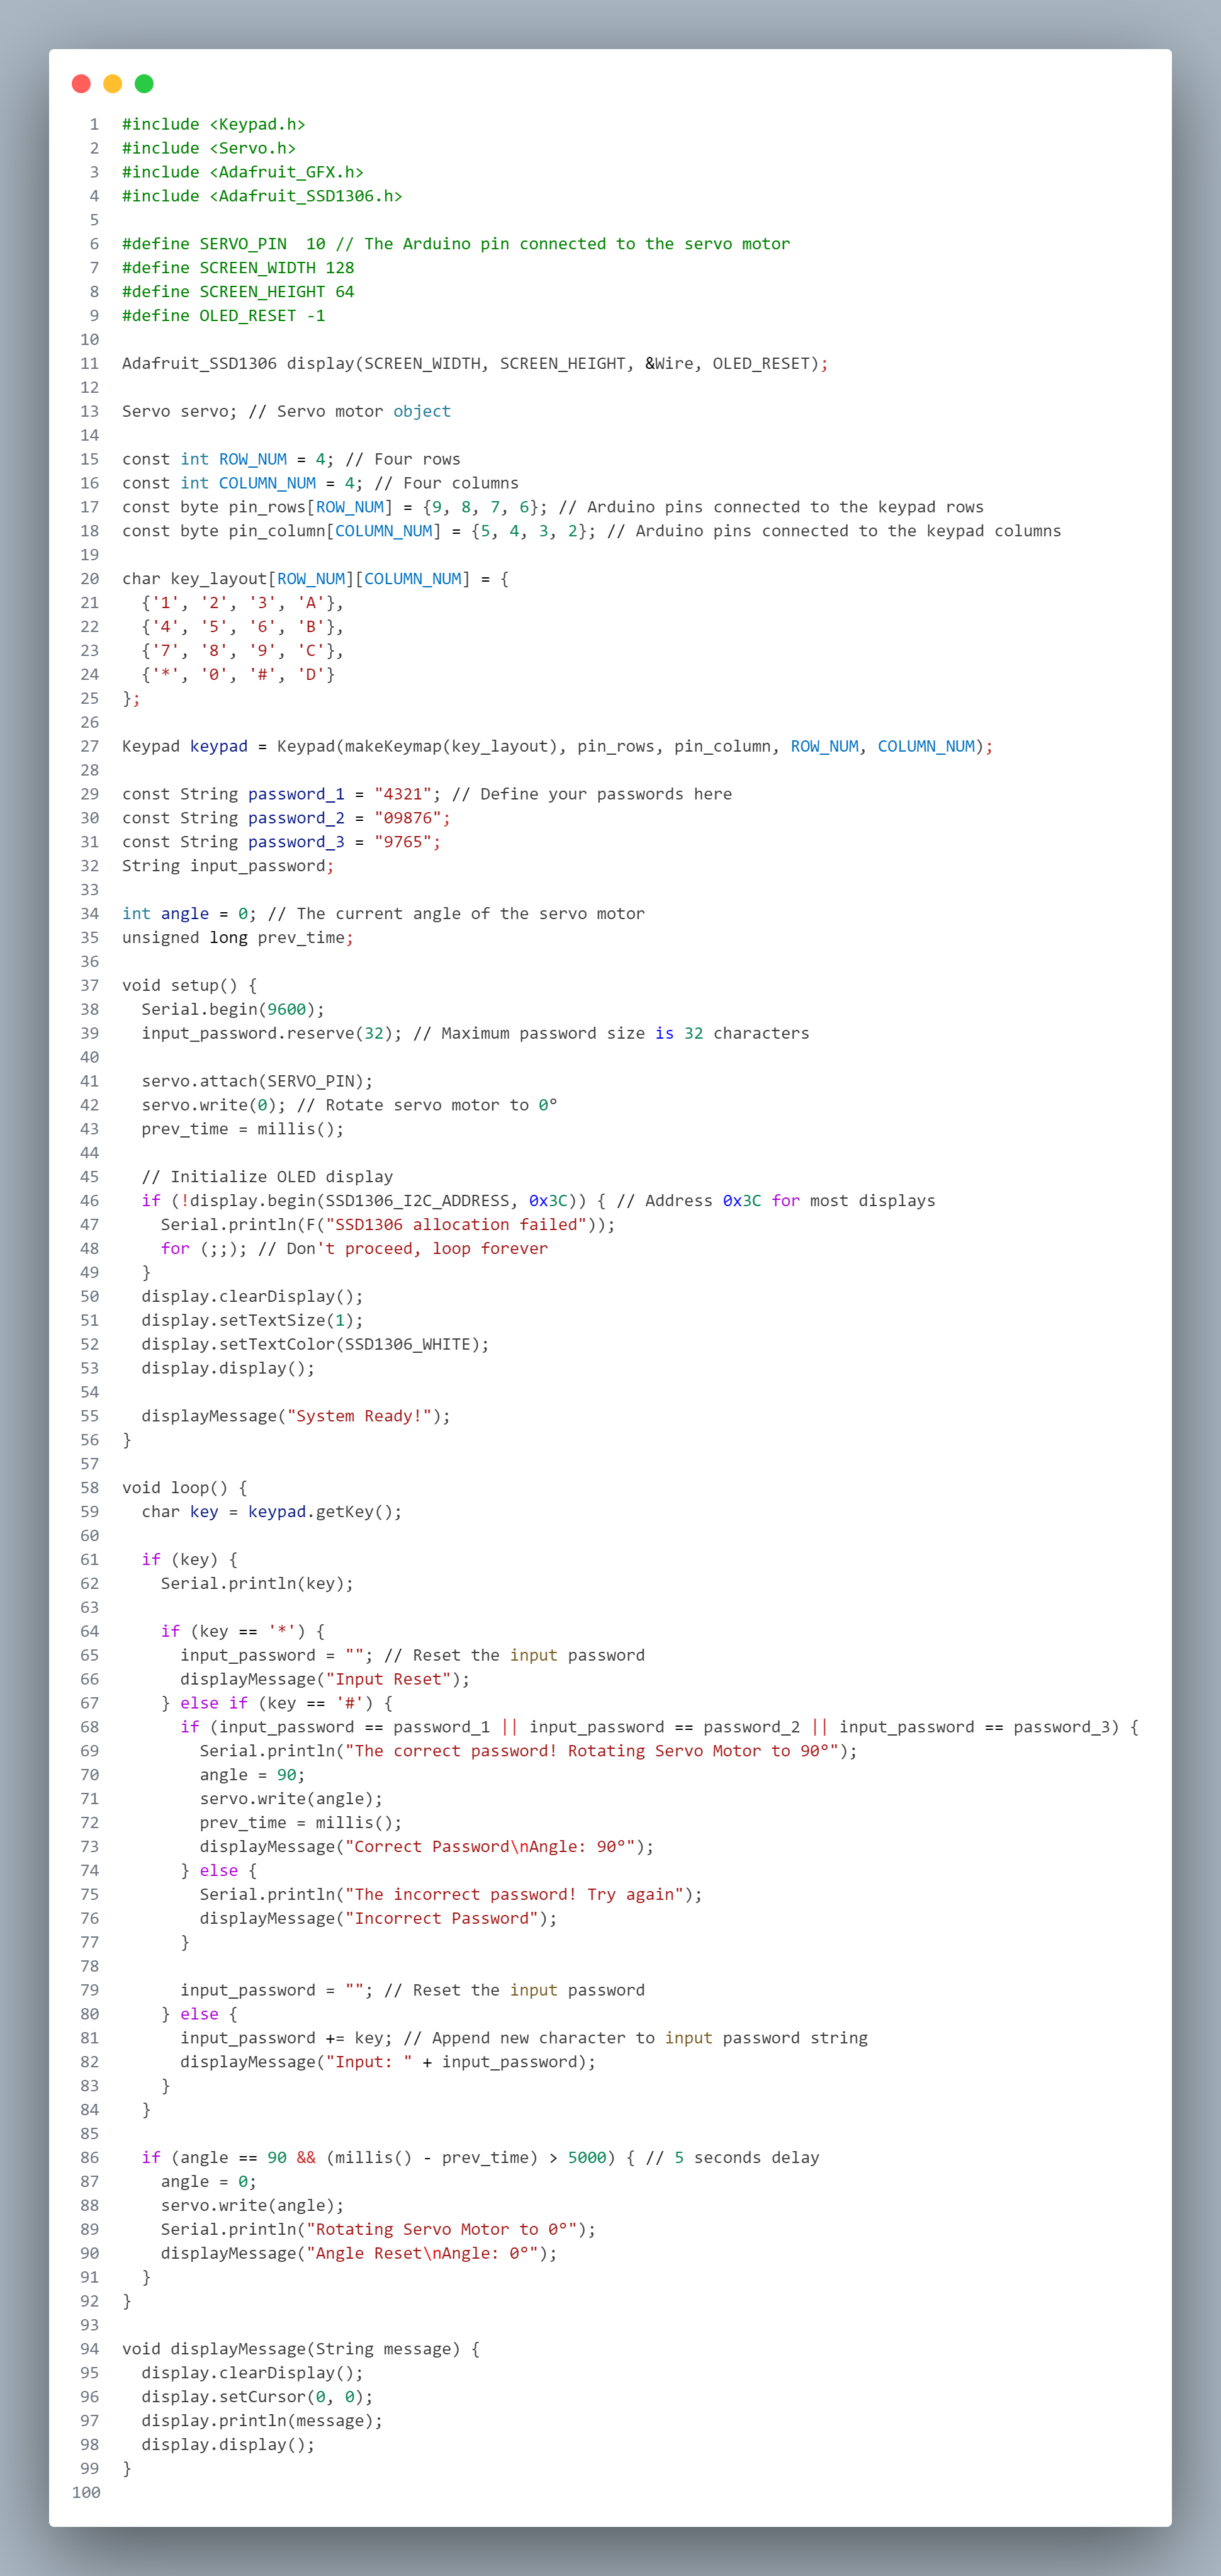 1 #include <Keypad.h>
2 #include <Servo.h>
3 #include <Adafruit_GFX.h>
4 #include <Adafruit_SSD1306.h>
5
6 #define SERVO_PIN  10 // The Arduino pin connected to the servo motor
7 #define SCREEN_WIDTH 128
8 #define SCREEN_HEIGHT 64
9 #define OLED_RESET -1
10
11 Adafruit_SSD1306 display(SCREEN_WIDTH, SCREEN_HEIGHT, &Wire, OLED_RESET);
12
13 Servo servo; // Servo motor object
14
15 const int ROW_NUM = 4; // Four rows
16 const int COLUMN_NUM = 4; // Four columns
17 const byte pin_rows[ROW_NUM] = {9, 8, 7, 6}; // Arduino pins connected to the keypad rows
18 const byte pin_column[COLUMN_NUM] = {5, 4, 3, 2}; // Arduino pins connected to the keypad columns
19
20 char key_layout[ROW_NUM][COLUMN_NUM] = {
21   {'1', '2', '3', 'A'},
22   {'4', '5', '6', 'B'},
23   {'7', '8', '9', 'C'},
24   {'*', '0', '#', 'D'}
25 };
26
27 Keypad keypad = Keypad(makeKeymap(key_layout), pin_rows, pin_column, ROW_NUM, COLUMN_NUM);
28
29 const String password_1 = "4321"; // Define your passwords here
30 const String password_2 = "09876";
31 const String password_3 = "9765";
32 String input_password;
33
34 int angle = 0; // The current angle of the servo motor
35 unsigned long prev_time;
36
37 void setup() {
38   Serial.begin(9600);
39   input_password.reserve(32); // Maximum password size is 32 characters
40
41   servo.attach(SERVO_PIN);
42   servo.write(0); // Rotate servo motor to 0°
43   prev_time = millis();
44
45   // Initialize OLED display
46   if (!display.begin(SSD1306_I2C_ADDRESS, 0x3C)) { // Address 0x3C for most displays
47     Serial.println(F("SSD1306 allocation failed"));
48     for (;;); // Don't proceed, loop forever
49   }
50   display.clearDisplay();
51   display.setTextSize(1);
52   display.setTextColor(SSD1306_WHITE);
53   display.display();
54
55   displayMessage("System Ready!");
56 }
57
58 void loop() {
59   char key = keypad.getKey();
60
61   if (key) {
62     Serial.println(key);
63
64     if (key == '*') {
65       input_password = ""; // Reset the input password
66       displayMessage("Input Reset");
67     } else if (key == '#') {
68       if (input_password == password_1 || input_password == password_2 || input_password == password_3) {
69         Serial.println("The correct password! Rotating Servo Motor to 90°");
70         angle = 90;
71         servo.write(angle);
72         prev_time = millis();
73         displayMessage("Correct Password\nAngle: 90°");
74       } else {
75         Serial.println("The incorrect password! Try again");
76         displayMessage("Incorrect Password");
77       }
78
79       input_password = ""; // Reset the input password
80     } else {
81       input_password += key; // Append new character to input password string
82       displayMessage("Input: " + input_password);
83     }
84   }
85
86   if (angle == 90 && (millis() - prev_time) > 5000) { // 5 seconds delay
87     angle = 0;
88     servo.write(angle);
89     Serial.println("Rotating Servo Motor to 0°");
90     displayMessage("Angle Reset\nAngle: 0°");
91   }
92 }
93
94 void displayMessage(String message) {
95   display.clearDisplay();
96   display.setCursor(0, 0);
97   display.println(message);
98   display.display();
99 }
100